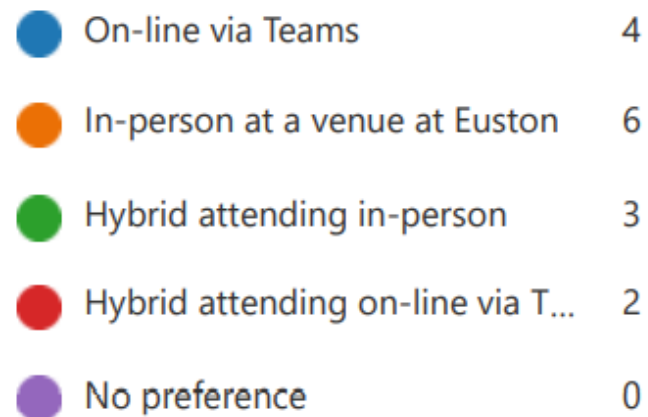 On-line via Teams 4
In-person at a venue at Euston 6
Hybrid attending in-person 3
Hybrid attending on-line via T... 2
No preference 0